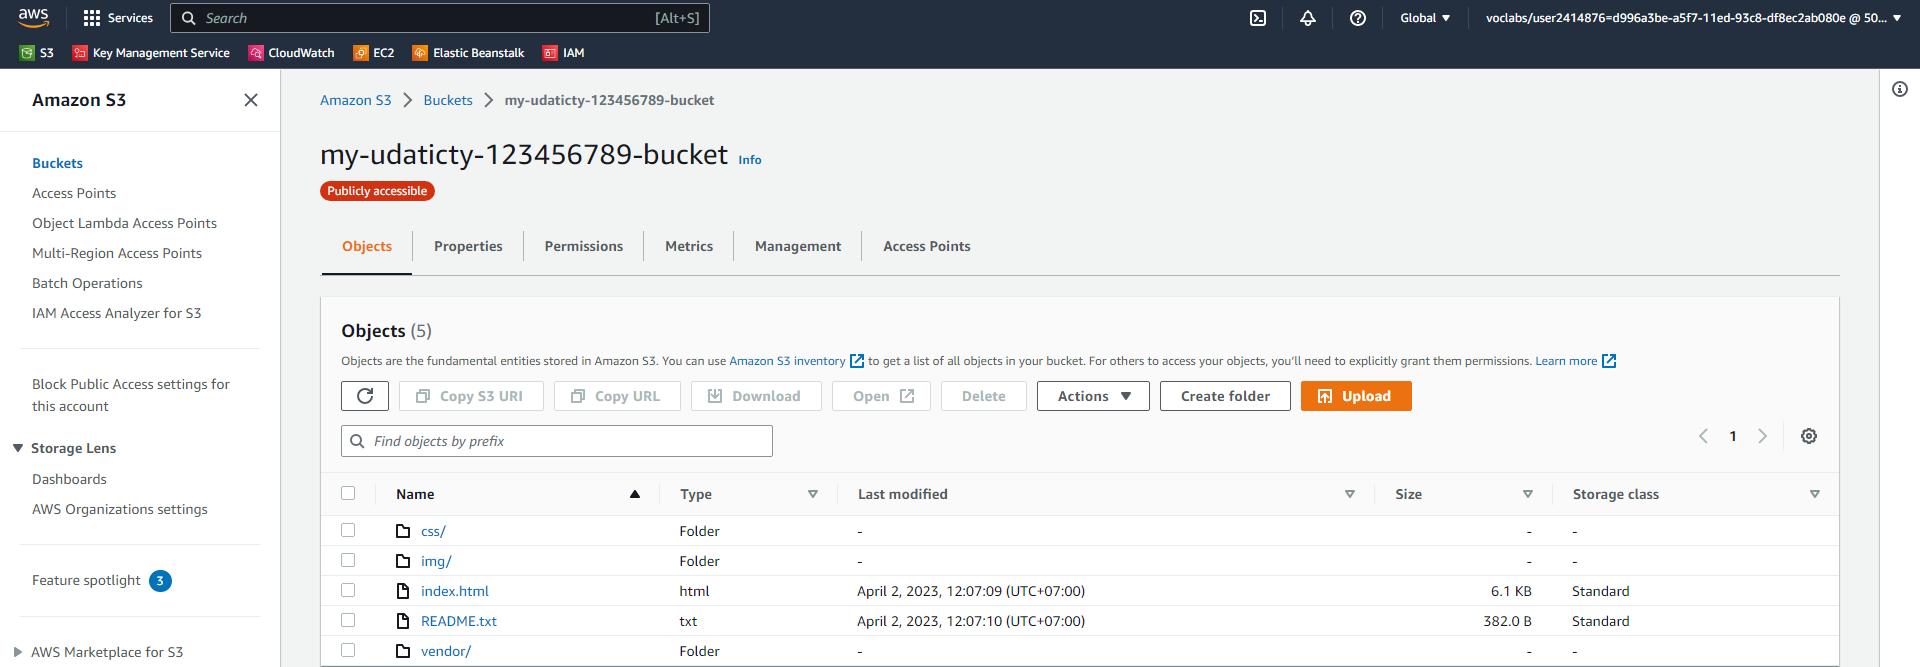 aws Services Search [Alt+S] Global voclabs/user2414876=d996a3be-a5f7-11ed-93c8-df8ec2ab080e @ 50...
S3 Key Management Service CloudWatch EC2 Elastic Beanstalk IAM
Amazon S3
Buckets
Access Points
Object Lambda Access Points
Multi-Region Access Points
Batch Operations
IAM Access Analyzer for S3
Block Public Access settings for
this account
Storage Lens
Dashboards
AWS Organizations settings
Feature spotlight 3
AWS Marketplace for S3
Amazon S3 Buckets my-udaticty-123456789-bucket
my-udaticty-123456789-bucket Info
Publicly accessible
Objects Properties Permissions Metrics Management Access Points
Objects (5)
Objects are the fundamental entities stored in Amazon S3. You can use Amazon S3 inventory to get a list of all objects in your bucket. For others to access your objects, you'll need to explicitly grant them permissions. Learn more
Copy S3 URI Copy URL Download Open Delete Actions Create folder Upload
Find objects by prefix 1
Name Type Last modified Size Storage class
css/ Folder - - -
img/ Folder - - -
index.html html April 2, 2023, 12:07:09 (UTC+07:00) 6.1 KB Standard
README.txt txt April 2, 2023, 12:07:10 (UTC+07:00) 382.0 B Standard
vendor/ Folder - - -